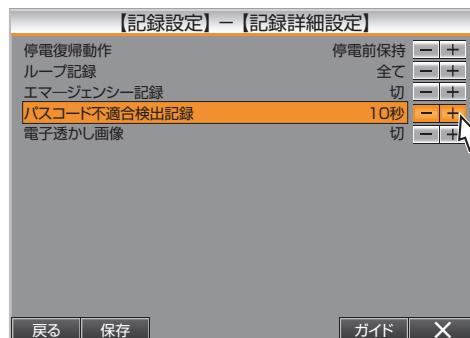 【記録設定】－【記録詳細設定】
停電復帰動作 停電前保持 － ＋
ループ記録 全て － ＋
エマージェンシー記録 切 － ＋
パスコード不適合検出記録 10秒 － ＋
電子透かし画像 切 － ＋
戻る 保存 ガイド ×